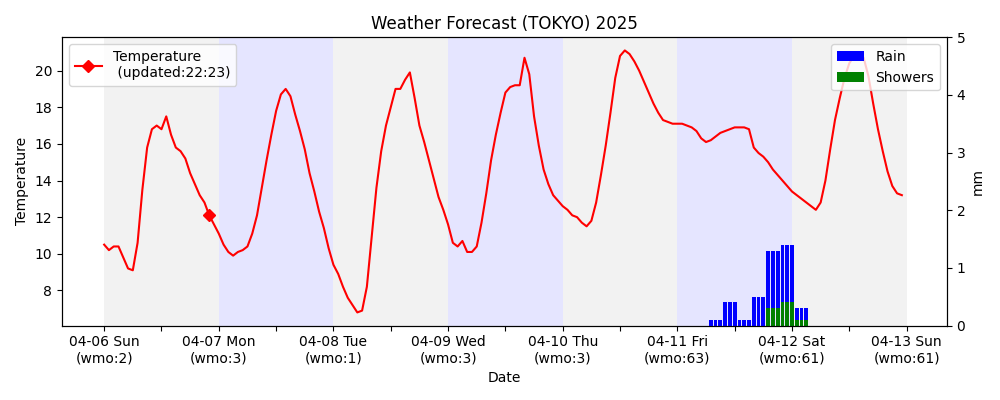 Weather Forecast (TOKYO) 2025
Temperature
(updated:22:23)
Rain
Showers
Temperature
20
18
16
14
12
10
8
5
4
3
2
1
0
mm
04-06 Sun 04-07 Mon 04-08 Tue 04-09 Wed 04-10 Thu 04-11 Fri 04-12 Sat 04-13 Sun
(wmo:2) (wmo:3) (wmo:1) (wmo:3) (wmo:3) (wmo:63) (wmo:61) (wmo:61)
Date